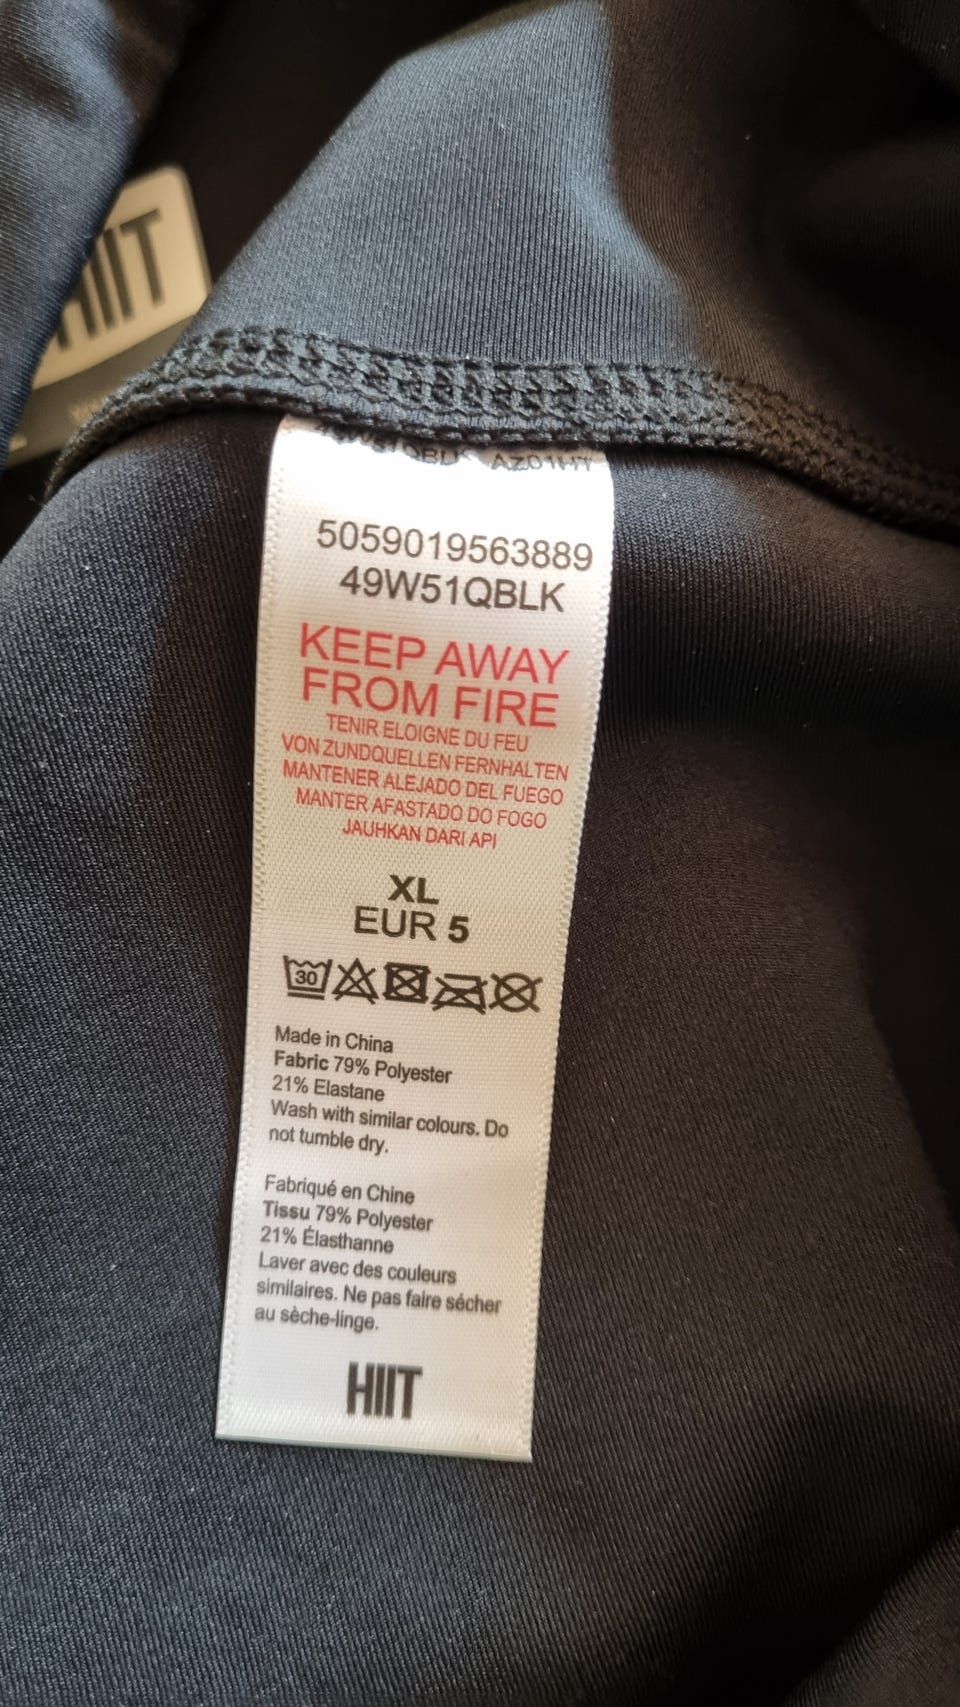 HIIT
5059019563889
49W51QBLK
KEEP AWAY
FROM FIRE
TENIR ELOIGNE DU FEU
VON ZUNDQUELLEN FERNHALTEN
MANTENER ALEJADO DEL FUEGO
MANTER AFASTADO DO FOGO
JAUHKAN DARI API
XL
EUR 5
30
Made in China
Fabric 79% Polyester
21% Elastane
Wash with similar colours. Do
not tumble dry.
Fabriqué en Chine
Tissu 79% Polyester
21% Élasthanne
Laver avec des couleurs
similaires. Ne pas faire sécher
au sèche-linge.
HIIT